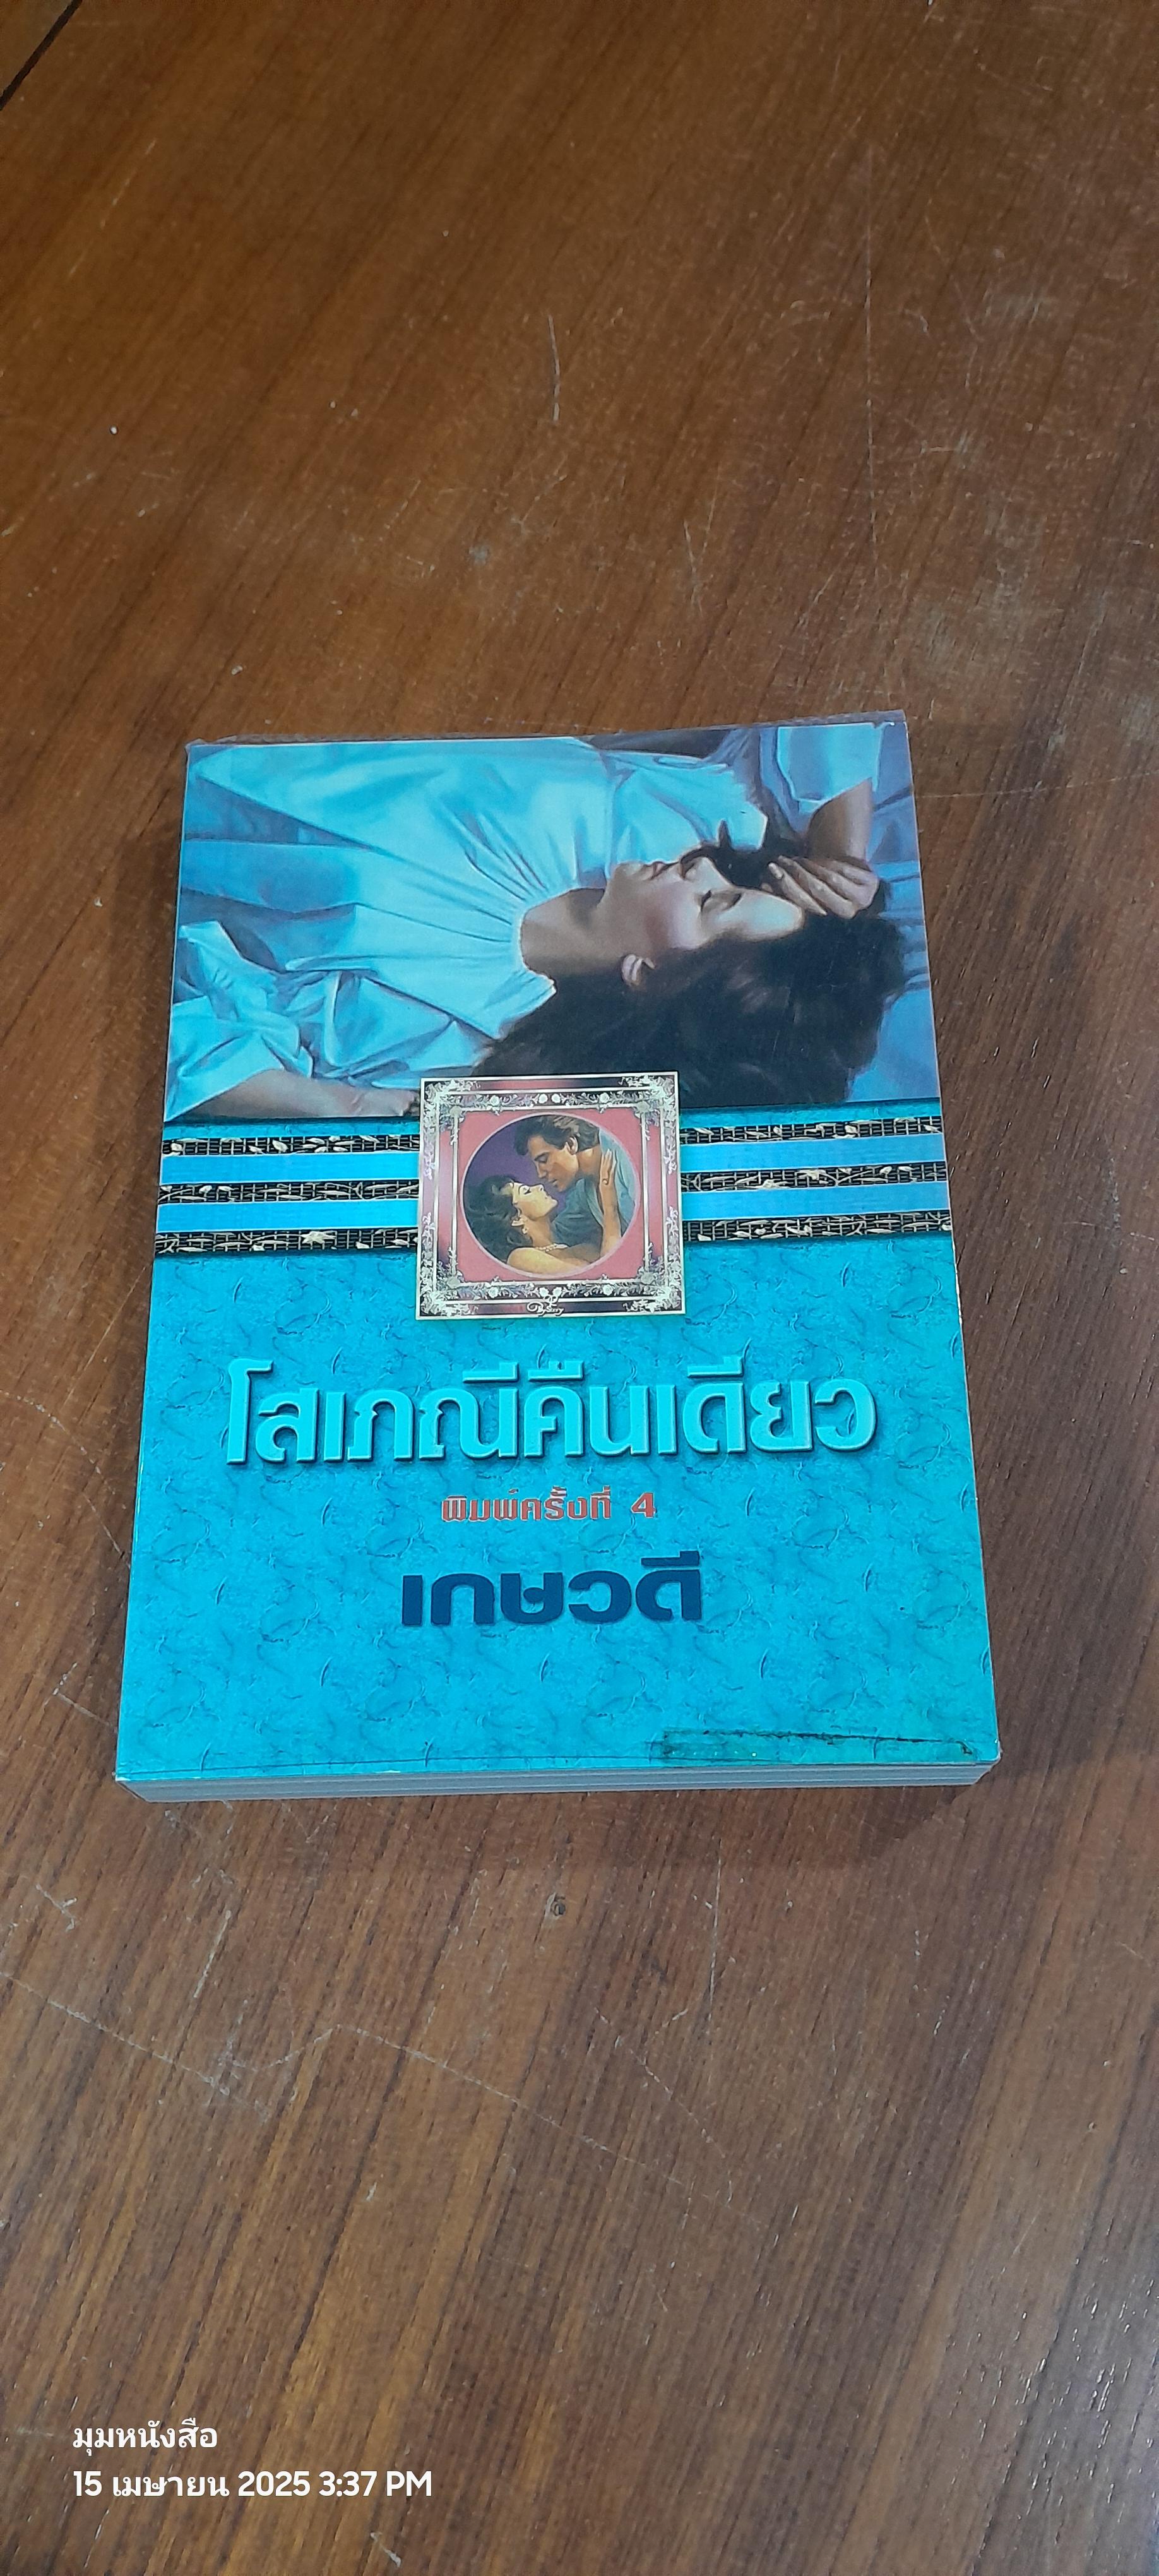 โสเภณีคืนเดียว
พิมพ์ครั้งที่ 4
เกษวดี
มุมหนังสือ
15 เมษายน 2025 3:37 PM